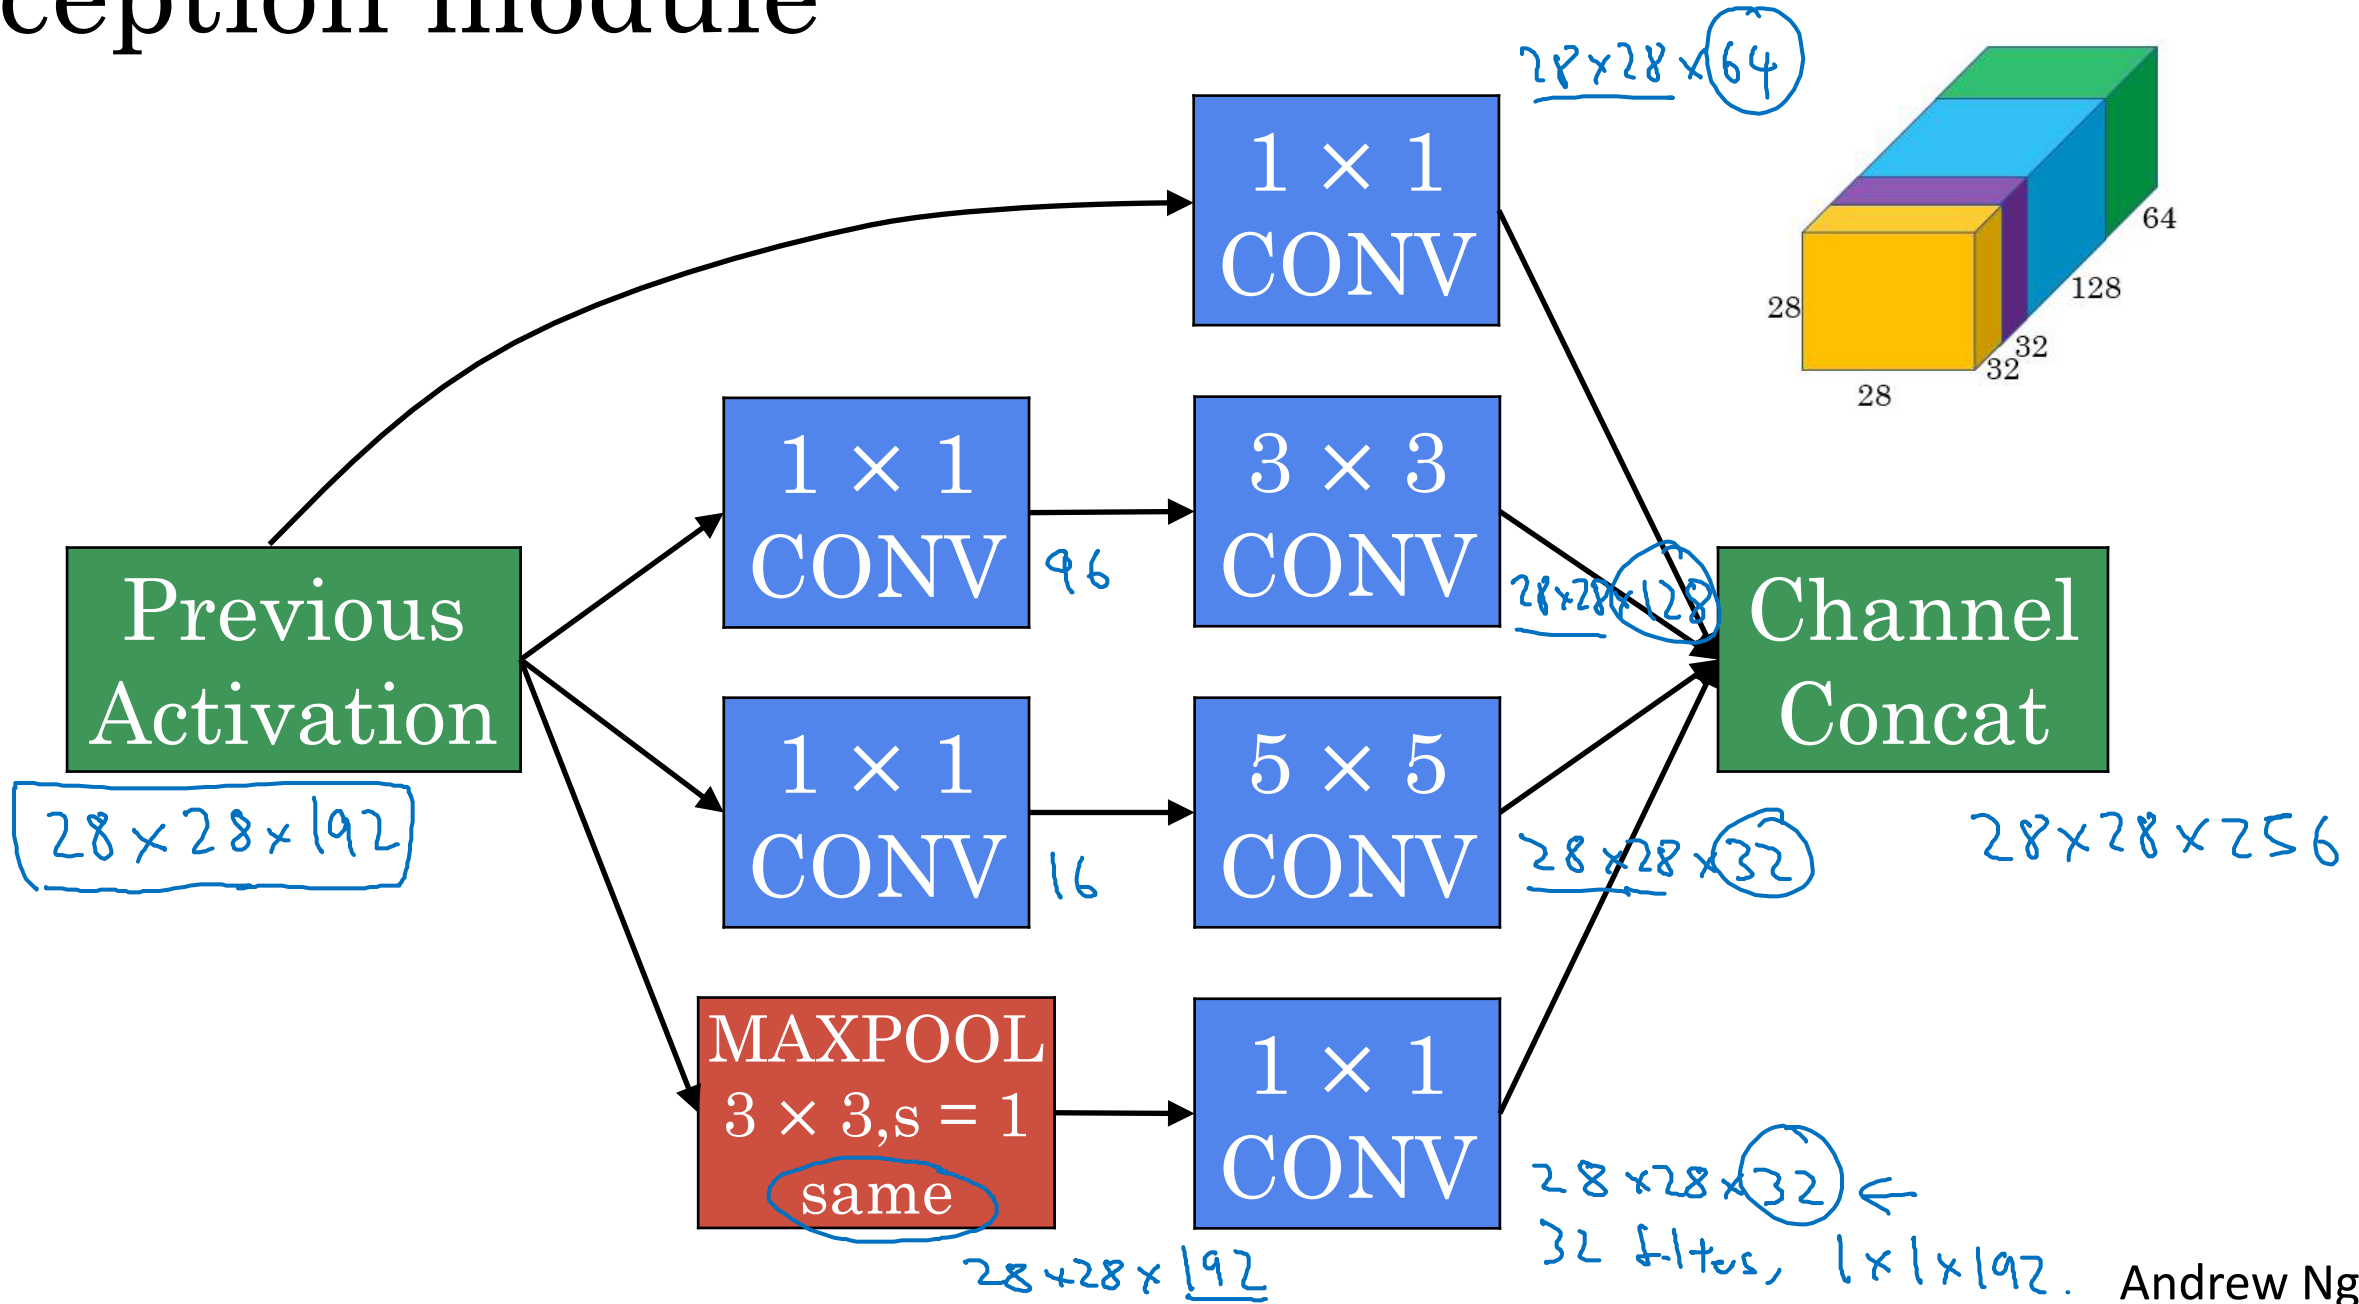 ception module
28×28×64
1 × 1
CONV
64
128
32
32
28
28
1 × 1
CONV
96
3 × 3
CONV
28×28×128
Previous
Activation
28×28×192
Channel
Concat
28×28×256
1 × 1
CONV
16
5 × 5
CONV
28×28×32
MAXPOOL
3 × 3,s = 1
same
28×28×192
1 × 1
CONV
28×28×32 ←
32 filters, 1×1×192.
Andrew Ng